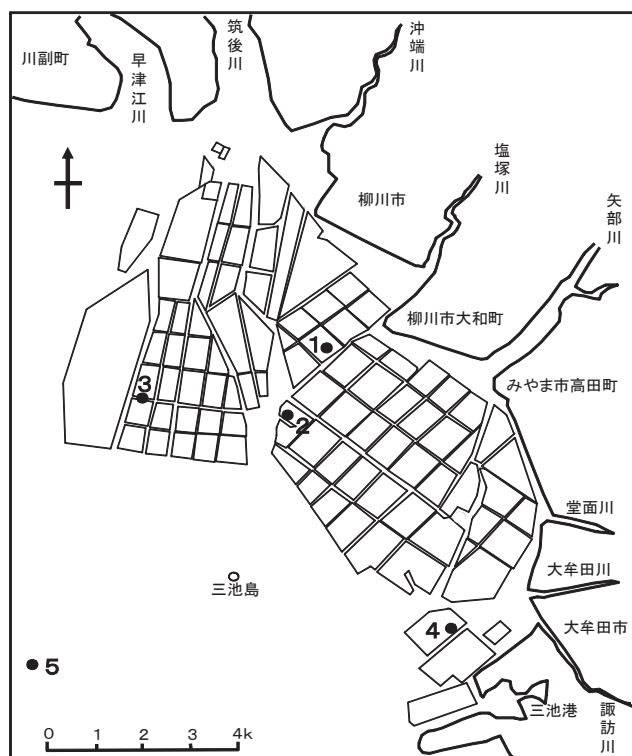 川副町
早津江川
筑後川
沖端川
塩塚川
柳川市
矢部川
柳川市大和町
1
みやま市高田町
3
2
堂面川
大牟田川
三池島
4
大牟田市
5
三池港
諏訪川
0 1 2 3 4k